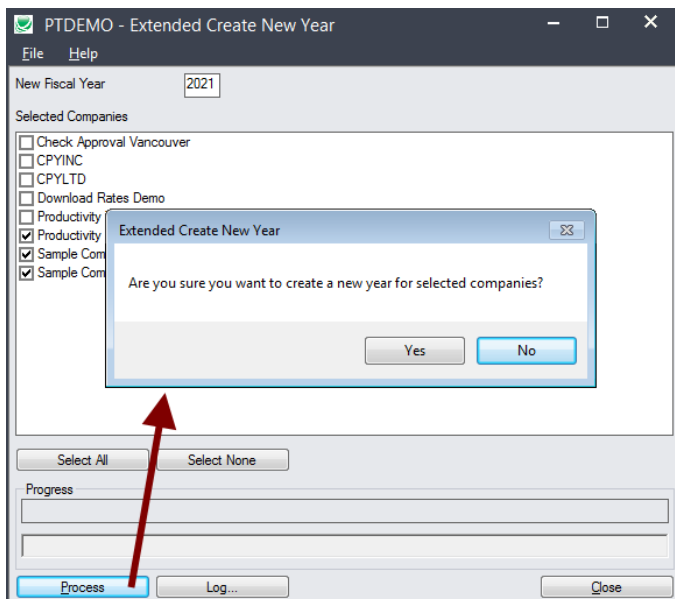 PTDEMO - Extended Create New Year
File Help
New Fiscal Year 2021
Selected Companies
Check Approval Vancouver
CPYINC
CPYLTD
Download Rates Demo
Productivity
Productivity
Sample Com
Sample Com
Extended Create New Year
Are you sure you want to create a new year for selected companies?
Yes No
Select All Select None
Progress
Process Log... Close